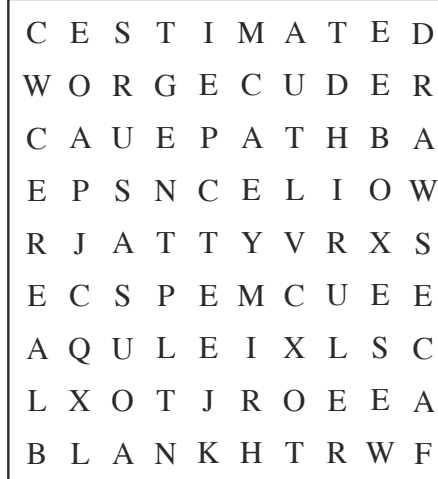 C E S T I M A T E D
W O R G E C U D E R
C A U E P A T H B A
E P S N C E L I O W
R J A T T Y V R X S
E C S P E M C U E E
A Q U L E I X L S C
L X O T J R O E E A
B L A N K H T R W F